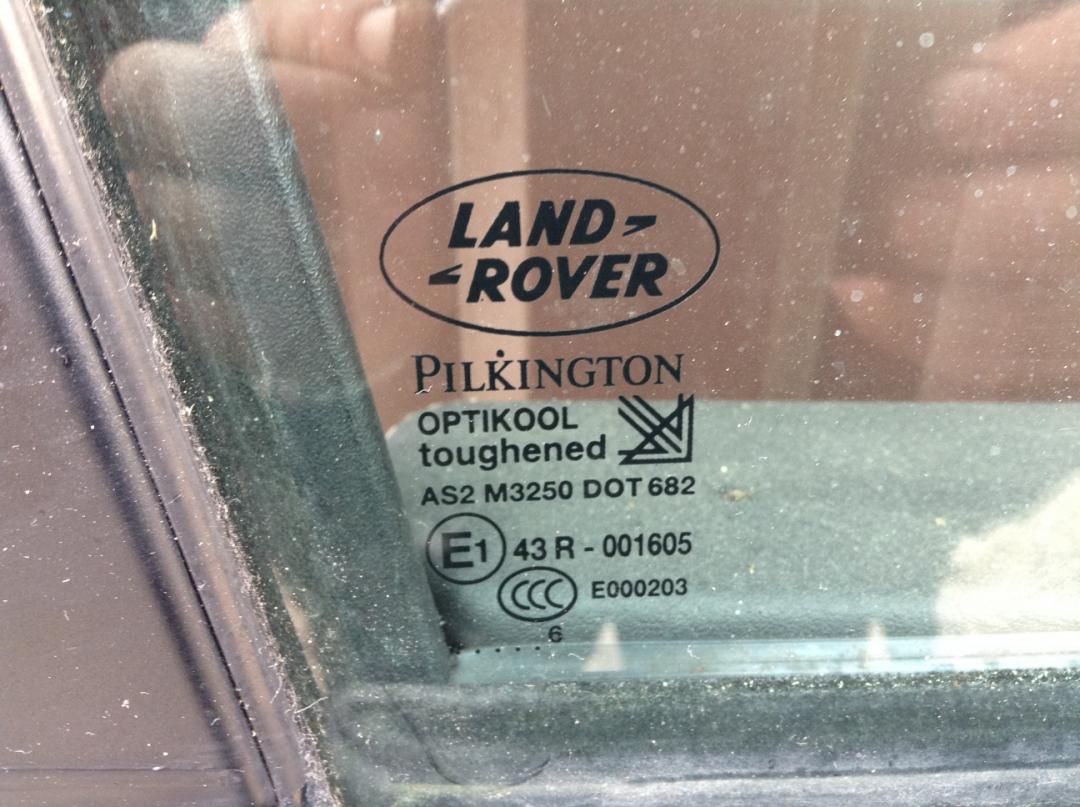 LAND
ROVER
PILKINGTON
OPTIKOOL
toughened
AS2 M3250 DOT 682
E1 43 R - 001605
CCC E000203
6